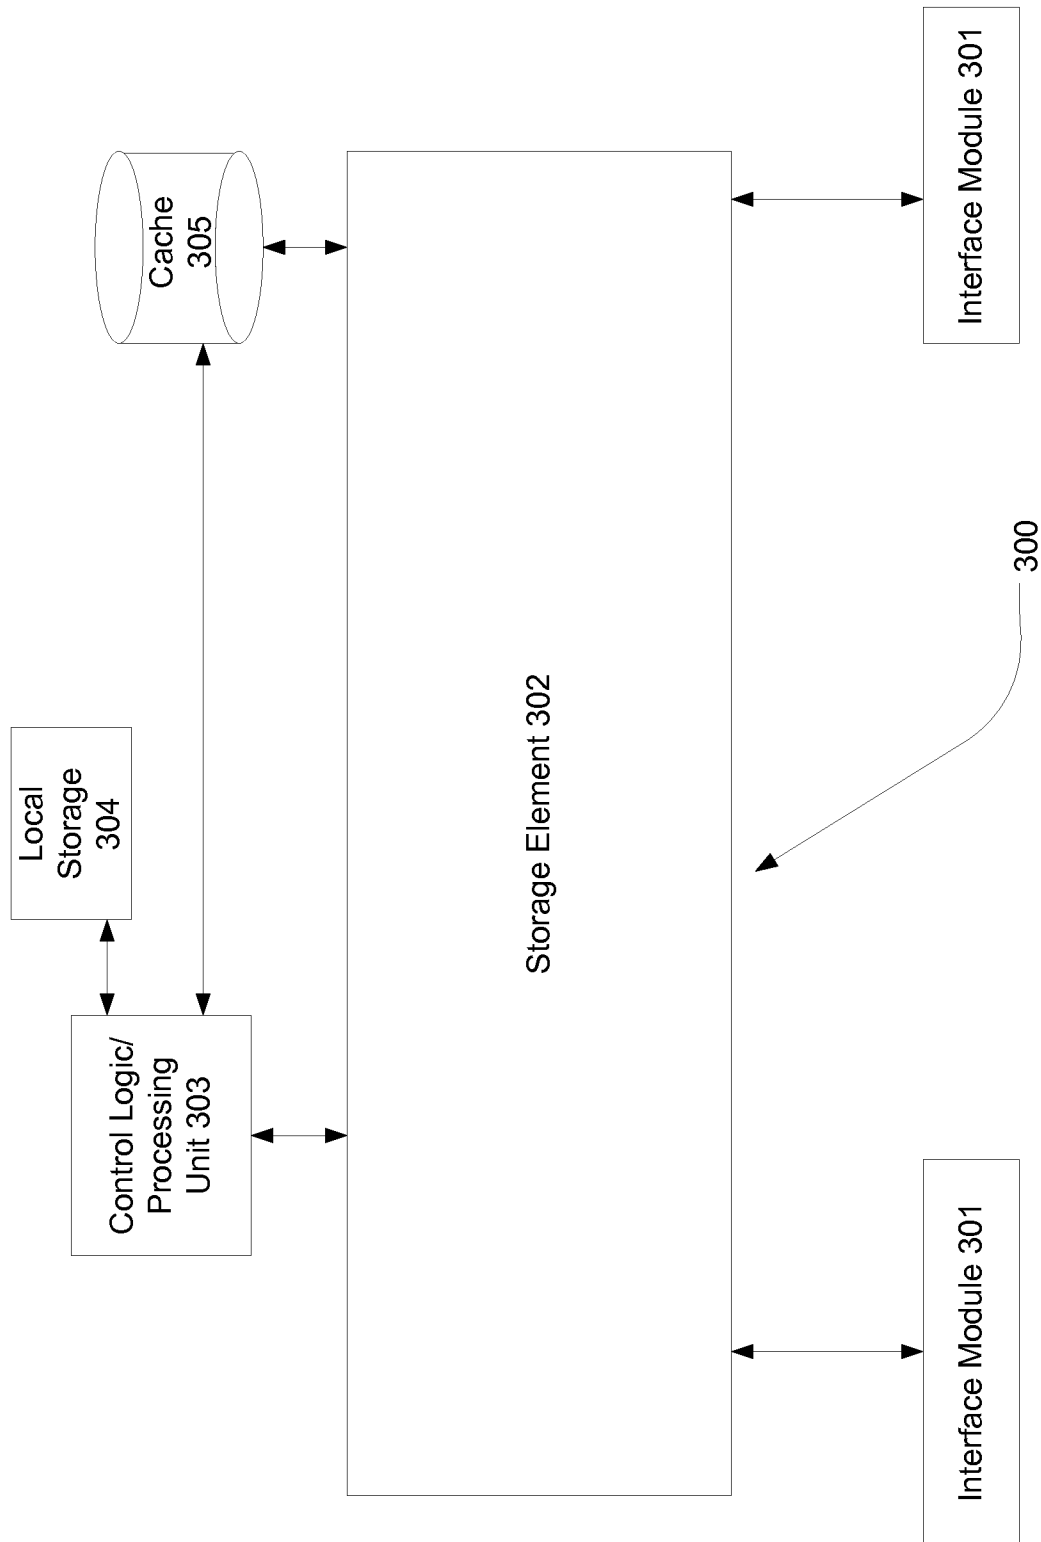 Local
Storage
304
Control Logic/
Processing
Unit 303
Cache
305
Storage Element 302
Interface Module 301
Interface Module 301
300